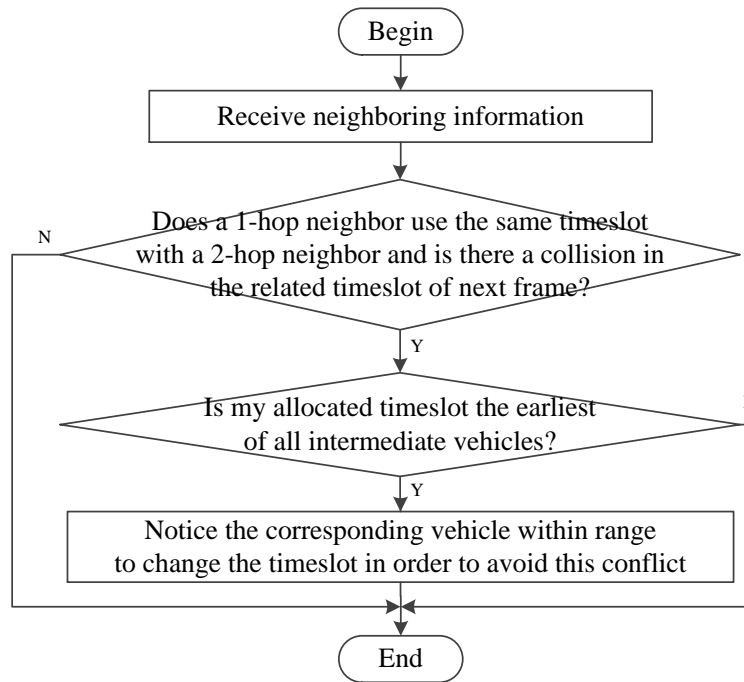 Begin
Receive neighboring information
Does a 1-hop neighbor use the same timeslot
with a 2-hop neighbor and is there a collision in
the related timeslot of next frame?
N
Y
Is my allocated timeslot the earliest
of all intermediate vehicles?
Y
Notice the corresponding vehicle within range
to change the timeslot in order to avoid this conflict
End